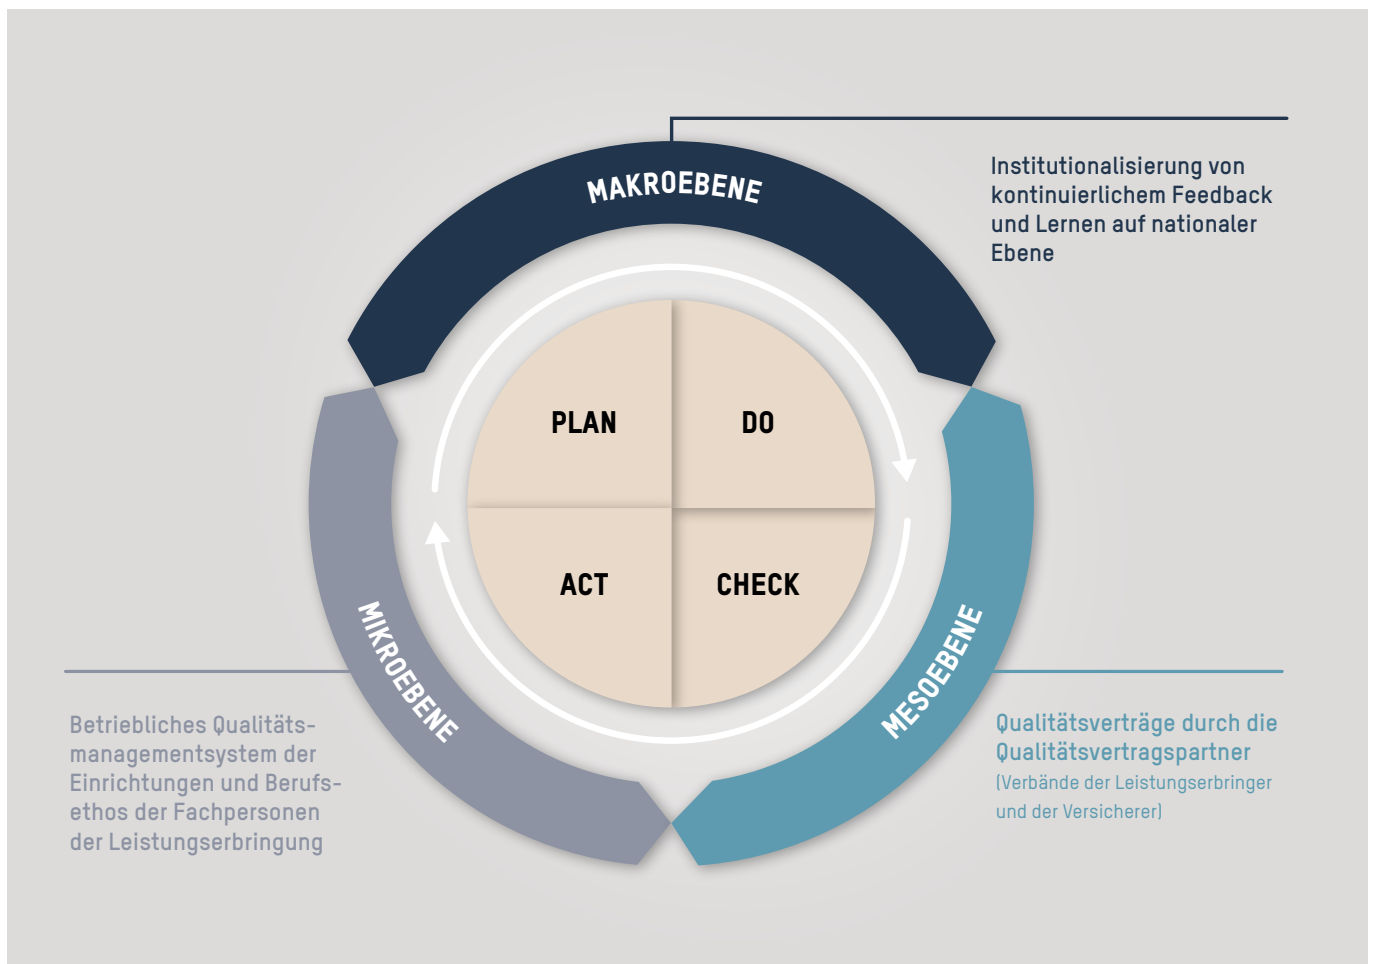 MAKROEBENE
Institutionalisierung von
kontinuierlichem Feedback
und Lernen auf nationaler
Ebene
PLAN
DO
ACT
CHECK
MIKROEBENE
MESOEBENE
Betriebliches Qualitäts-
managementsystem der
Einrichtungen und Berufs-
ethos der Fachpersonen
der Leistungserbringung
Qualitätsverträge durch die
Qualitätsvertragspartner
(Verbände der Leistungserbringer
und der Versicherer)